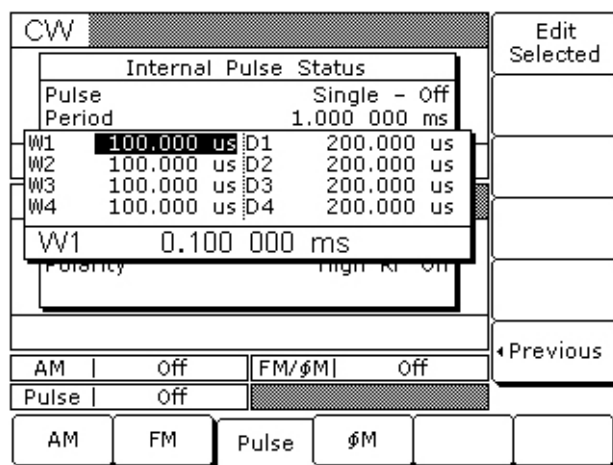 CW
Edit
Selected
Internal Pulse Status
Pulse Single - Off
Period 1.000 000 ms
W1 100.000 us D1 200.000 us
W2 100.000 us D2 200.000 us
W3 100.000 us D3 200.000 us
W4 100.000 us D4 200.000 us
W1 0.100 000 ms
Polarity
Previous
AM | Off FM/ɸM| Off
Pulse | Off
AM FM Pulse ɸM